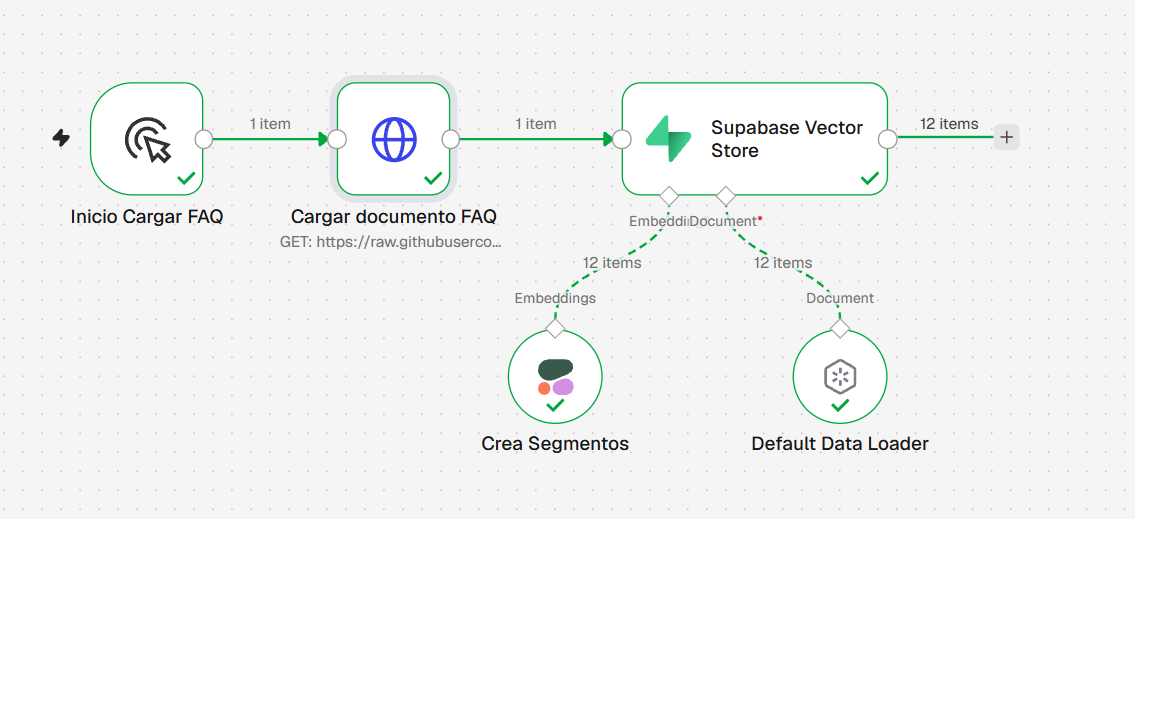 1 item
1 item
Supabase Vector
Store
12 items
Inicio Cargar FAQ
Cargar documento FAQ
GET: https://raw.githubuserco...
Document*
12 items
12 items
Embeddings
Document
Crea Segmentos
Default Data Loader